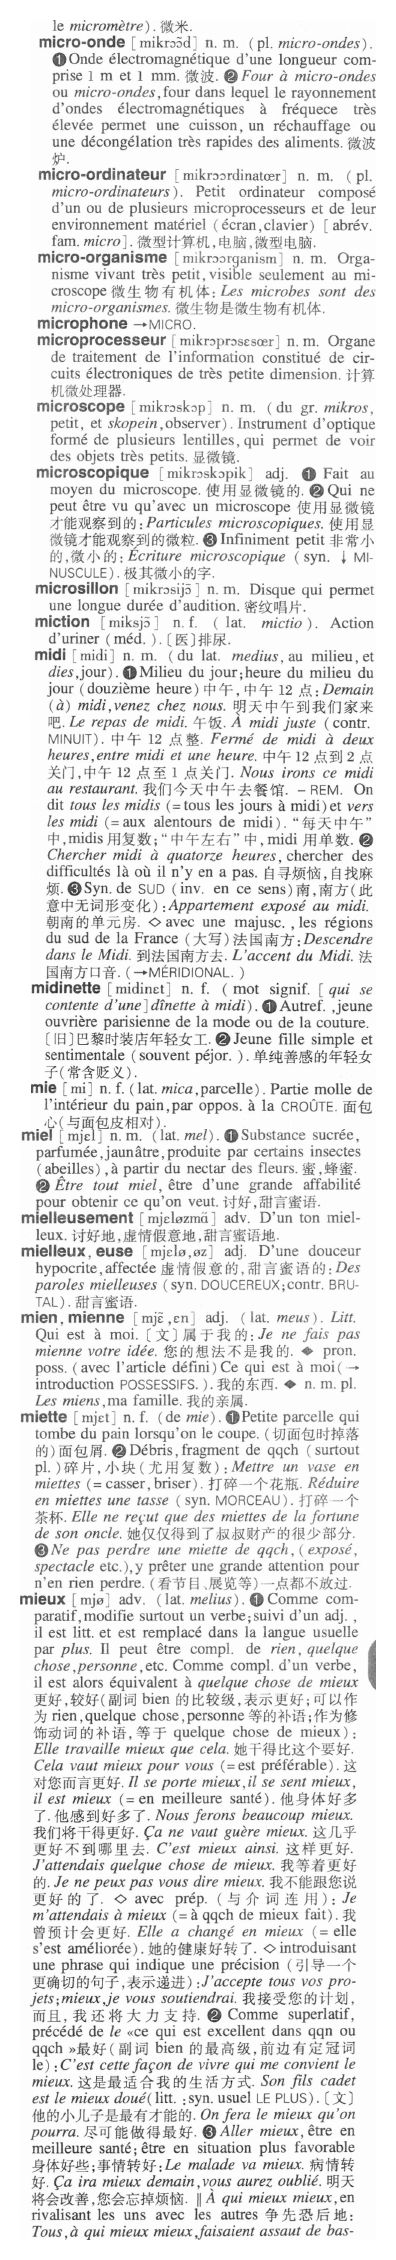 le micromètre). 微米.
micro-onde [mikrɔɔ̃d] n. m. (pl. micro-ondes).
❶Onde électromagnétique d'une longueur com-
prise 1 m et 1 mm. 微波. ❷ Four à micro-ondes
ou micro-ondes, four dans lequel le rayonnement
d'ondes électromagnétiques à fréquece très
élevée permet une cuisson, un réchauffage ou
une décongélation très rapides des aliments. 微波
炉.
micro-ordinateur [mikrɔɔrdinatœr] n. m. (pl.
micro-ordinateurs). Petit ordinateur composé
d'un ou de plusieurs microprocesseurs et de leur
environnement matériel (écran, clavier) [abrév.
fam. micro]. 微型计算机,电脑,微型电脑.
micro-organisme [mikrɔɔrganism] n. m. Orga-
nisme vivant très petit, visible seulement au mi-
croscope 微生物有机体: Les microbes sont des
micro-organismes. 微生物是微生物有机体.
microphone →MICRO.
microprocesseur [mikrɔprɔsɛsœr] n. m. Organe
de traitement de l'information constitué de cir-
cuits électroniques de très petite dimension. 计算
机微处理器.
microscope [mikrɔskɔp] n. m. (du gr. mikros,
petit, et skopein, observer). Instrument d'optique
formé de plusieurs lentilles, qui permet de voir
des objets très petits. 显微镜.
microscopique [mikrɔskɔpik] adj. ❶ Fait au
moyen du microscope. 使用显微镜的. ❷ Qui ne
peut être vu qu'avec un microscope 使用显微镜
才能观察到的: Particules microscopiques. 使用显
微镜才能观察到的微粒. ❸ Infiniment petit 非常小
的,微小的: Écriture microscopique (syn. ↓ MI-
NUSCULE). 极其微小的字.
microsillon [mikrɔsijɔ̃] n. m. Disque qui permet
une longue durée d'audition. 密纹唱片.
miction [miksjɔ̃] n. f. (lat. mictio). Action
d'uriner (méd.). [医]排尿.
midi [midi] n. m. (du lat. medius, au milieu, et
dies, jour). ❶Milieu du jour; heure du milieu du
jour (douzième heure) 中午,中午 12 点: Demain
(à) midi, venez chez nous. 明天中午到我们家来
吧. Le repas de midi. 午饭. À midi juste (contr.
MINUIT). 中午 12 点整. Fermé de midi à deux
heures, entre midi et une heure. 中午 12 点到 2 点
关门,中午 12 点至 1 点关门. Nous irons ce midi
au restaurant. 我们今天中午去餐馆. – REM. On
dit tous les midis (=tous les jours à midi) et vers
les midi (=aux alentours de midi). “每天中午”
中,midis 用复数;“中午左右”中,midi 用单数. ❷
Chercher midi à quatorze heures, chercher des
difficultés là où il n'y en a pas. 自寻烦恼,自找麻
烦. ❸Syn. de SUD (inv. en ce sens) 南,南方(此
意中无词形变化): Appartement exposé au midi.
朝南的单元房. ◇ avec une majusc., les régions
du sud de la France (大写)法国南方: Descendre
dans le Midi. 到法国南方去. L'accent du Midi. 法
国南方口音. (→MÉRIDIONAL. )
midinette [midinɛt] n. f. (mot signif. [qui se
contente d'une] dînette à midi). ❶ Autref., jeune
ouvrière parisienne de la mode ou de la couture.
[旧]巴黎时装店年轻女工. ❷ Jeune fille simple et
sentimentale (souvent péjor.). 单纯善感的年轻女
子(常含贬义).
mie [mi] n. f. (lat. mica, parcelle). Partie molle de
l'intérieur du pain, par oppos. à la CROÛTE. 面包
心(与面包皮相对).
miel [mjɛl] n. m. (lat. mel). ❶ Substance sucrée,
parfumée, jaunâtre, produite par certains insectes
(abeilles), à partir du nectar des fleurs. 蜜,蜂蜜.
❷ Être tout miel, être d'une grande affabilité
pour obtenir ce qu'on veut. 讨好,甜言蜜语.
mielleusement [mjɛløzmɑ̃] adv. D'un ton miel-
leux. 讨好地,虚情假意地,甜言蜜语地.
mielleux, euse [mjɛlø, øz] adj. D'une douceur
hypocrite, affectée 虚情假意的,甜言蜜语的: Des
paroles mielleuses (syn. DOUCEREUX; contr. BRU-
TAL). 甜言蜜语.
mien, mienne [mjɛ̃, ɛn] adj. (lat. meus). Litt.
Qui est à moi. [文]属于我的: Je ne fais pas
mienne votre idée. 您的想法不是我的. ◆ pron.
poss. (avec l'article défini) Ce qui est à moi (→
introduction POSSESSIFS.). 我的东西. ◆ n. m. pl.
Les miens, ma famille. 我的亲属.
miette [mjɛt] n. f. (de mie). ❶Petite parcelle qui
tombe du pain lorsqu'on le coupe. (切面包时掉落
的)面包屑. ❷ Débris, fragment de qqch (surtout
pl.) 碎片,小块(尤用复数): Mettre un vase en
miettes (= casser, briser). 打碎一个花瓶. Réduire
en miettes une tasse (syn. MORCEAU). 打碎一个
茶杯. Elle ne reçut que des miettes de la fortune
de son oncle. 她仅仅得到了叔叔财产的很少部分.
❸Ne pas perdre une miette de qqch, (exposé,
spectacle etc.), y prêter une grande attention pour
n'en rien perdre. (看节目、展览等)一点都不放过.
mieux [mjø] adv. (lat. melius). ❶ Comme com-
paratif, modifie surtout un verbe; suivi d'un adj.,
il est litt. et est remplacé dans la langue usuelle
par plus. Il peut être compl. de rien, quelque
chose, personne, etc. Comme compl. d'un verbe,
il est alors équivalent à quelque chose de mieux
更好,较好(副词 bien 的比较级,表示更好;可以作
为 rien, quelque chose, personne 等的补语;作为修
饰动词的补语,等于 quelque chose de mieux):
Elle travaille mieux que cela. 她干得比这个要好.
Cela vaut mieux pour vous (=est préférable). 这
对您而言更好. Il se porte mieux, il se sent mieux,
il est mieux (= en meilleure santé). 他身体好多
了.他感到好多了. Nous ferons beaucoup mieux.
我们将干得更好. Ça ne vaut guère mieux. 这几乎
更好不到哪里去. C'est mieux ainsi. 这样更好.
J'attendais quelque chose de mieux. 我等着更好
的. Je ne peux pas vous dire mieux. 我不能跟您说
更好的了. ◇ avec prép. (与介词连用): Je
m'attendais à mieux (=à qqch de mieux fait). 我
曾预计会更好. Elle a changé en mieux (= elle
s'est améliorée). 她的健康好转了. ◇ introduisant
une phrase qui indique une précision (引导一个
更确切的句子,表示递进): J'accepte tous vos pro-
jets; mieux, je vous soutiendrai. 我接受您的计划,
而且,我还将大力支持. ❷ Comme superlatif,
précédé de le «ce qui est excellent dans qqn ou
qqch »最好(副词 bien 的最高级,前边有定冠词
le): C'est cette façon de vivre qui me convient le
mieux. 这是最适合我的生活方式. Son fils cadet
est le mieux doué (litt. ; syn. usuel LE PLUS). [文]
他的小儿子是最有才能的. On fera le mieux qu'on
pourra. 尽可能做得最好. ❸ Aller mieux, être en
meilleure santé; être en situation plus favorable
身体好些;事情转好: Le malade va mieux. 病情转
好. Ça ira mieux demain, vous aurez oublié. 明天
将会改善,您会忘掉烦恼. ‖ À qui mieux mieux, en
rivalisant les uns avec les autres 争先恐后地:
Tous, à qui mieux mieux, faisaient assaut de bas-